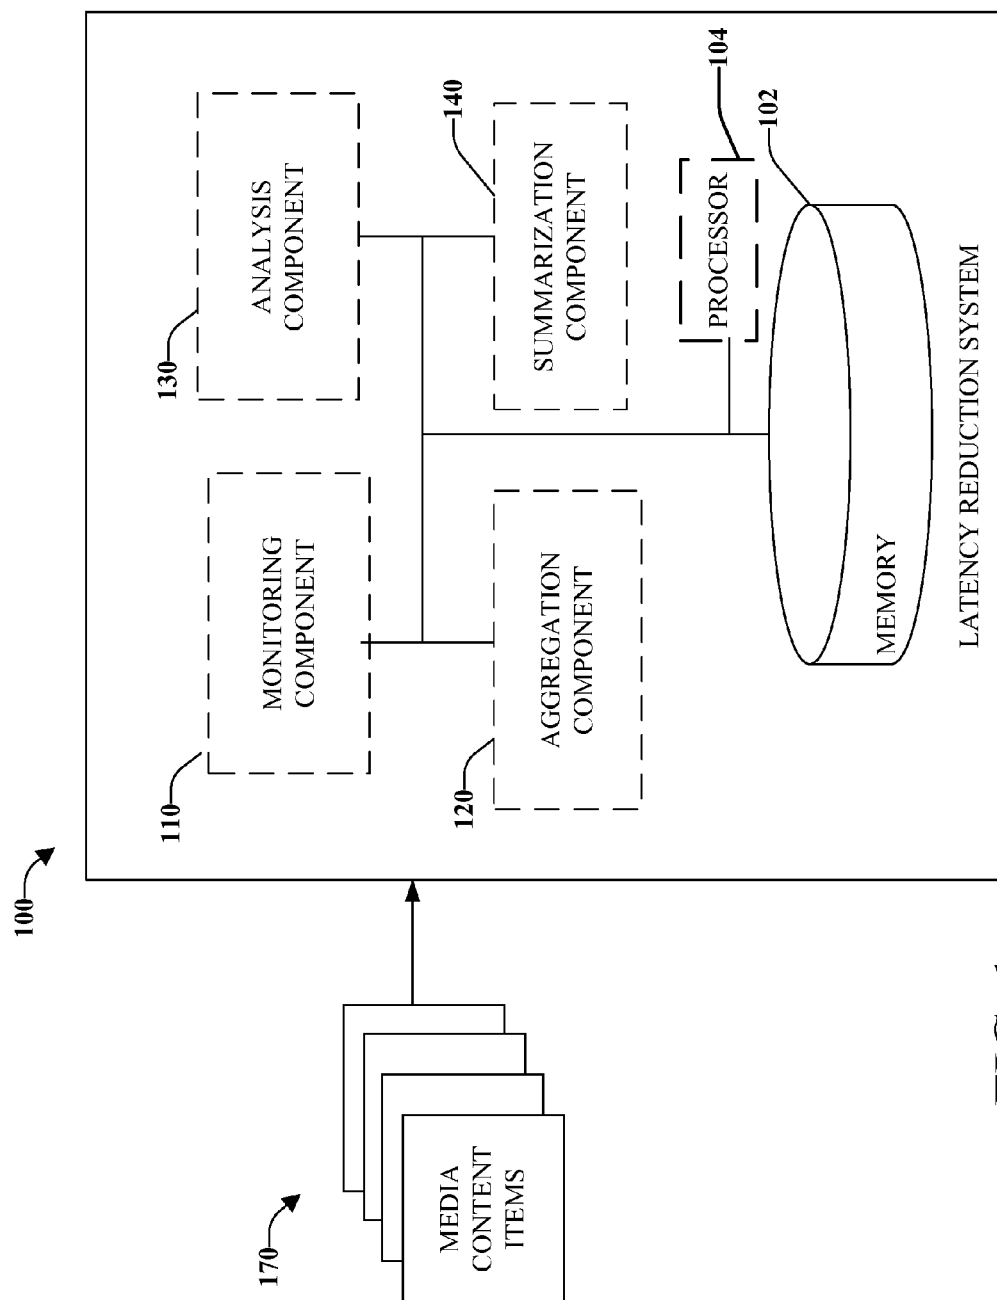 100
170
MEDIA
CONTENT
ITEMS
110
MONITORING
COMPONENT
130
ANALYSIS
COMPONENT
120
AGGREGATION
COMPONENT
140
SUMMARIZATION
COMPONENT
PROCESSOR
104
102
MEMORY
LATENCY REDUCTION SYSTEM